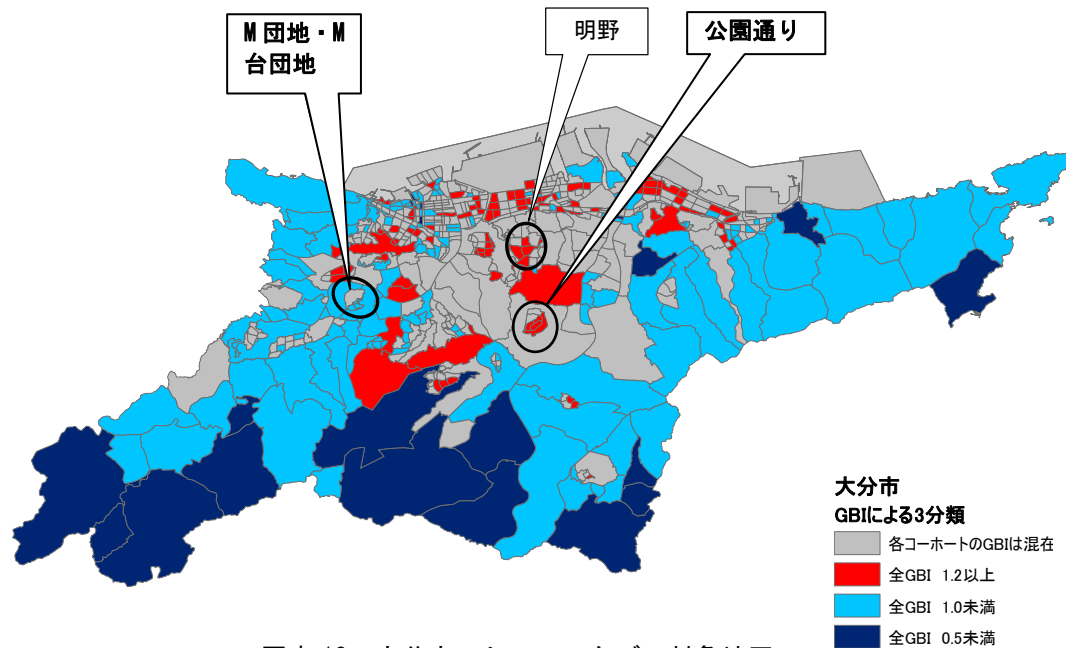 M団地・M
台団地
明野
公園通り
大分市
GBIによる3分類
各コーホートのGBIは混在
全GBI 1.2以上
全GBI 1.0未満
全GBI 0.5未満